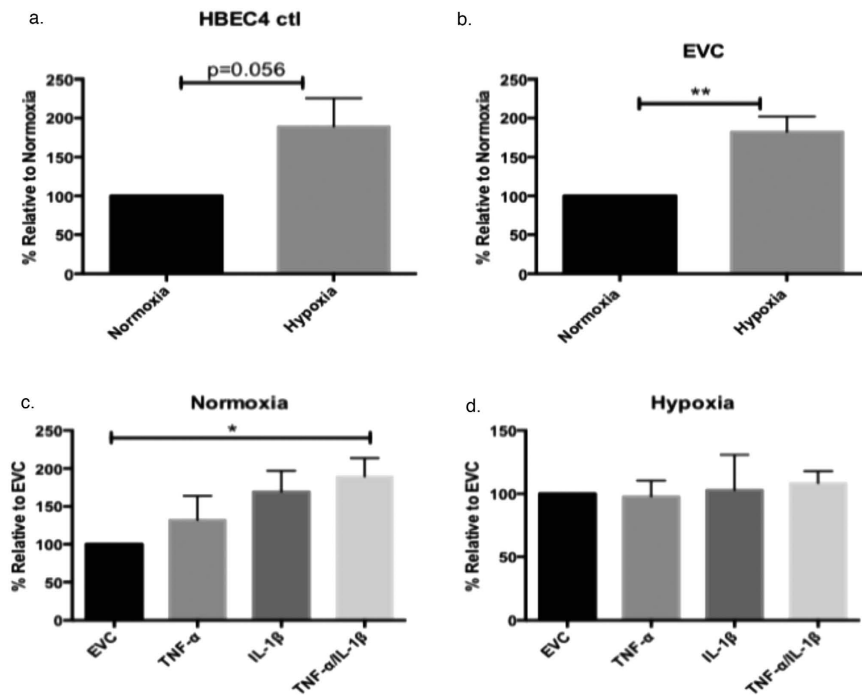 a.
HBEC4 ctl
p=0.056
% Relative to Normoxia
250
200
150
100
50
0
Normoxia
Hypoxia
b.
EVC
**
% Relative to Normoxia
250
200
150
100
50
0
Normoxia
Hypoxia
c.
Normoxia
*
% Relative to EVC
250
200
150
100
50
0
EVC
TNF-α
IL-1β
TNF-α/IL-1β
d.
Hypoxia
% Relative to EVC
150
100
50
0
EVC
TNF-α
IL-1β
TNF-α/IL-1β